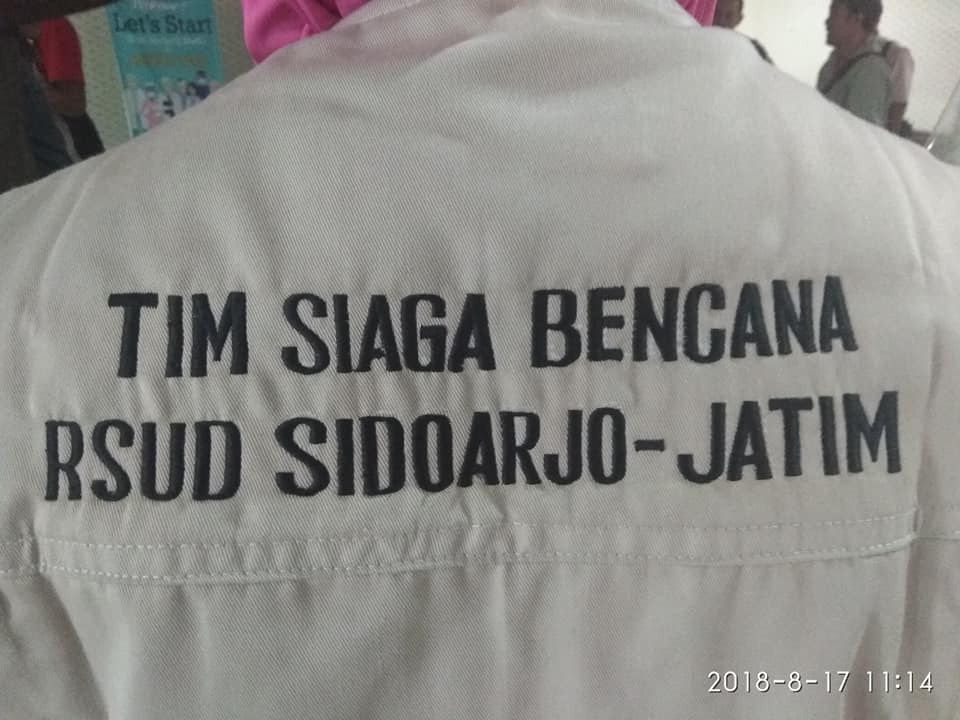 Let's Start
TIM SIAGA BENCANA
RSUD SIDOARJO-JATIM
2018-8-17 11:14